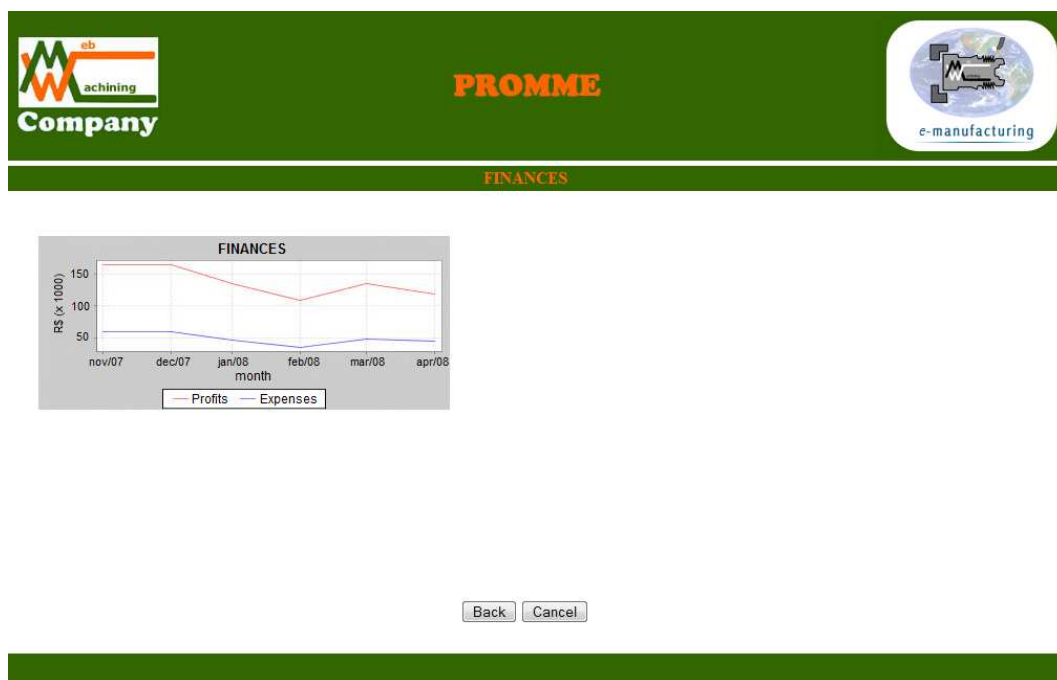 eb
achining
Company
PROMME
e-manufacturing
FINANCES
FINANCES
R$ (x 1000)
150
100
50
nov/07 dec/07 jan/08 feb/08 mar/08 apr/08
month
Profits Expenses
Back Cancel